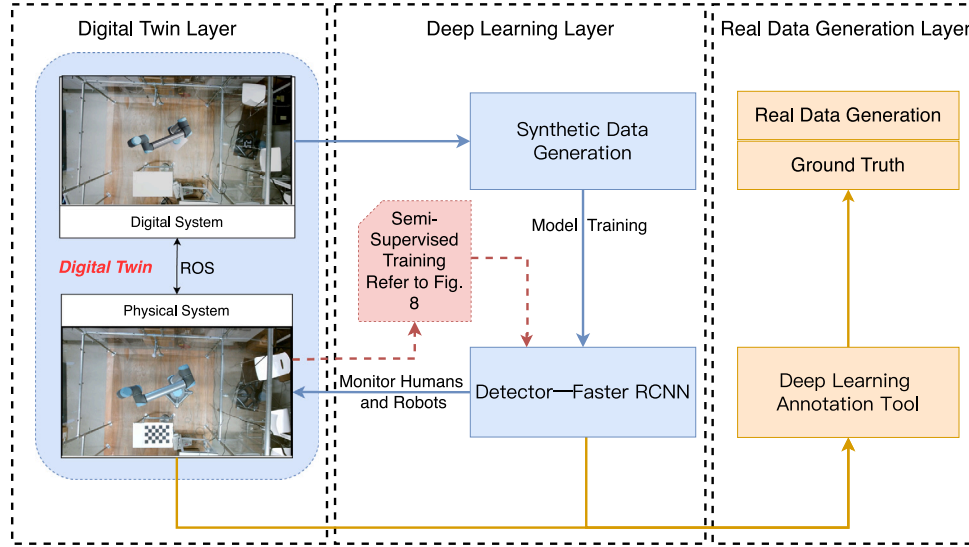 Digital Twin Layer
Deep Learning Layer
Real Data Generation Layer
Digital System
Digital Twin
ROS
Physical System
Synthetic Data
Generation
Model Training
Semi-
Supervised
Training
Refer to Fig.
8
Monitor Humans
and Robots
Detector—Faster RCNN
Real Data Generation
Ground Truth
Deep Learning
Annotation Tool